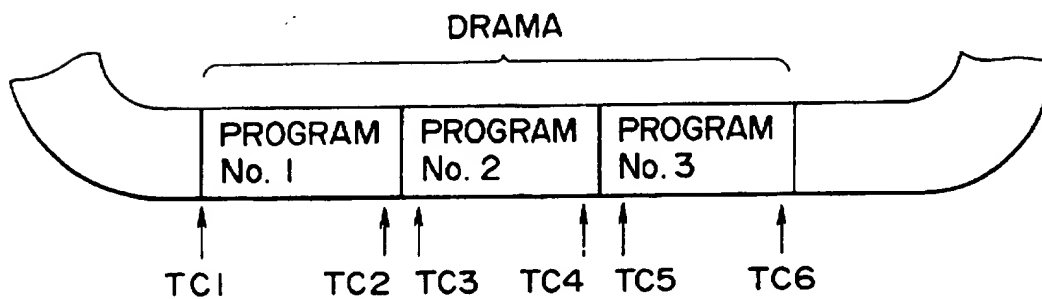 DRAMA
PROGRAM No. 1
PROGRAM No. 2
PROGRAM No. 3
TC1 TC2 TC3 TC4 TC5 TC6